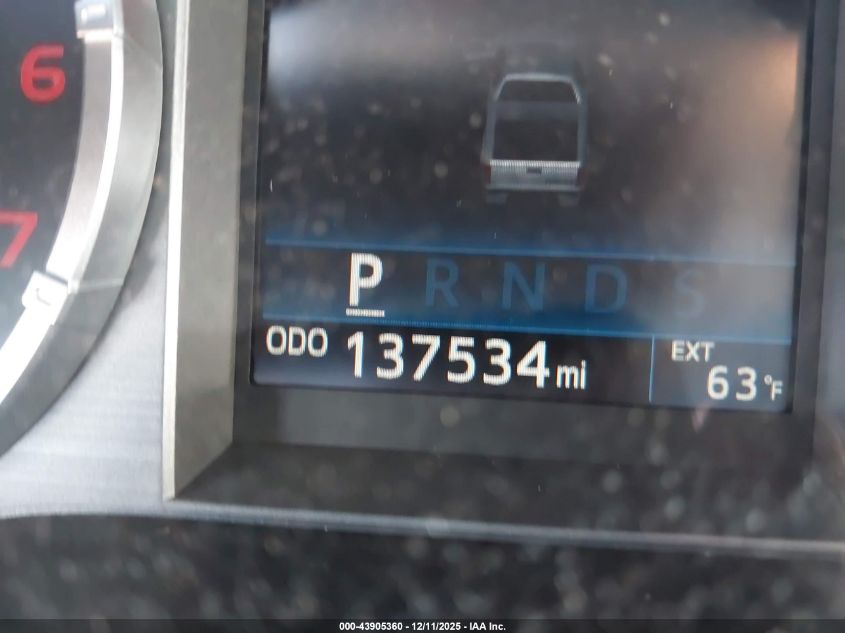 6
7
P R N D S
ODO 137534 mi
EXT
63°F
000-43905360 - 12/11/2025 - IAA Inc.